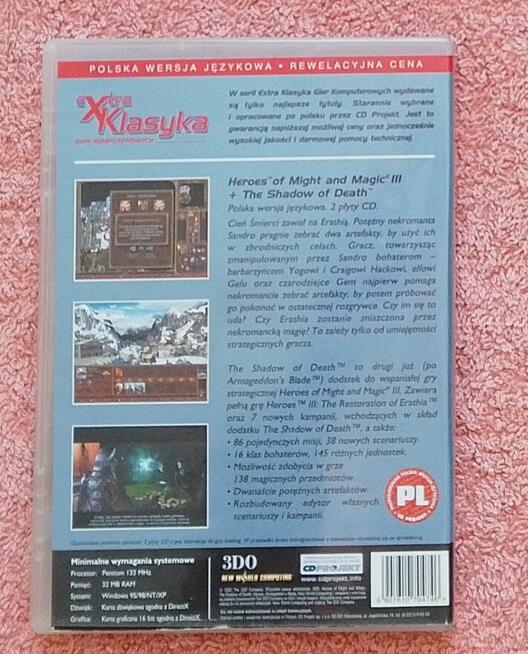 POLSKA WERSJA JĘZYKOWA • REWELACYJNA CENA
eXtra
Klasyka
GIER KOMPUTEROWYCH
W serii Extra Klasyka Gier Komputerowych wydawane
są tylko najlepsze tytuły. Starannie wybrane
i opracowane po polsku przez CD Projekt. Jest to
gwarancją najniższej możliwej ceny oraz jednocześnie
wysokiej jakości i darmowej pomocy technicznej.
Heroes™ of Might and Magic® III
+ The Shadow of Death™
Polska wersja językowa. 2 płyty CD.
Cień Śmierci zawisł na Erathią. Potężny nekromanta
Sandro pragnie zebrać dwa artefakty, by użyć ich
w zbrodniczych celach. Gracz, towarzysząc
zmanipulowanym przez Sandro bohaterom –
barbarzyńcom Yogowi i Craigowi Hackowi, elfowi
Gelu oraz czarodziejce Gem najpierw pomaga
nekromancie zebrać artefakty, by potem próbować
go pokonać w ostatecznej rozgrywce. Czy im się to
uda? Czy Erathia zostanie zniszczona przez
nekromancką magię? To zależy tylko od umiejętności
strategicznych gracza.
The Shadow of Death™ to drugi już (po
Armageddon's Blade™) dodatek do wspaniałej gry
strategicznej Heroes of Might and Magic® III. Zawiera
pełną grę Heroes™ III: The Restoration of Erathia™
oraz 7 nowych kampanii, wchodzących w skład
dodatku The Shadow of Death™, a także:
• 86 pojedynczych misji, 38 nowych scenariuszy.
• 16 klas bohaterów, 145 różnych jednostek.
• Możliwość zdobycia w grze
138 magicznych przedmiotów.
• Dwanaście potężnych artefaktów.
• Rozbudowany edytor własnych
scenariuszy i kampanii.
PL
Minimalne wymagania systemowe
Procesor: Pentium 133 MHz
Pamięć: 32 MB RAM
System: Windows 95/98/NT/XP
Dźwięk: Karta dźwiękowa zgodna z DirectX
Grafika: Karta graficzna 16 bit zgodna z DirectX.
3DO
NEW WORLD COMPUTING
CD PROJEKT
www.cdprojekt.info